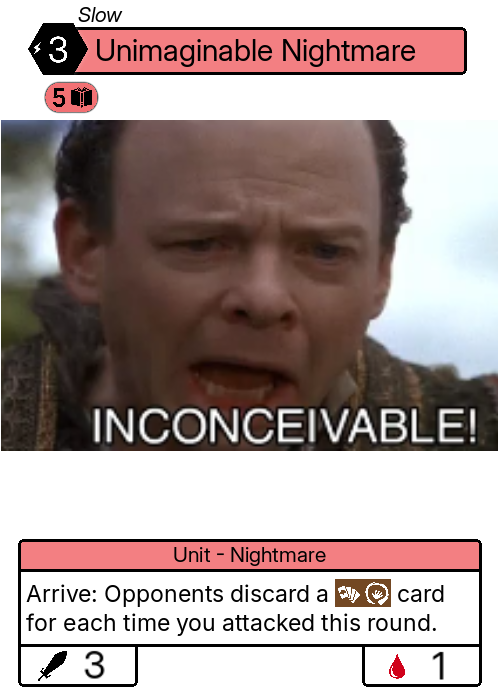 Slow
3
Unimaginable Nightmare
5
INCONCEIVABLE!
Unit - Nightmare
Arrive: Opponents discard a card
for each time you attacked this round.
3
1